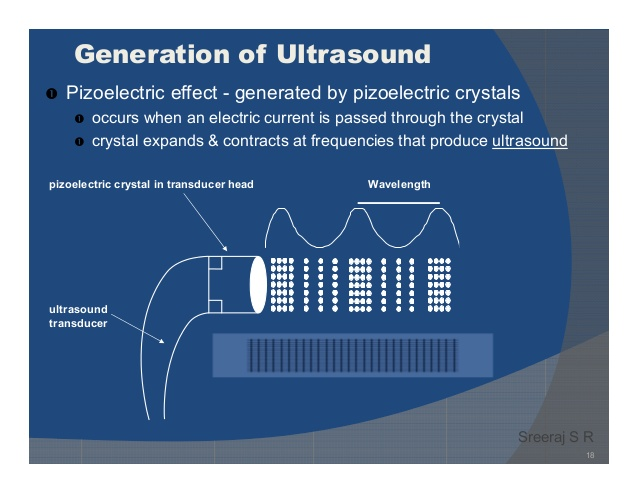 Generation of Ultrasound
Pizoelectric effect - generated by pizoelectric crystals
occurs when an electric current is passed through the crystal
crystal expands & contracts at frequencies that produce ultrasound
pizoelectric crystal in transducer head
Wavelength
ultrasound
transducer
Sreeraj S R
18